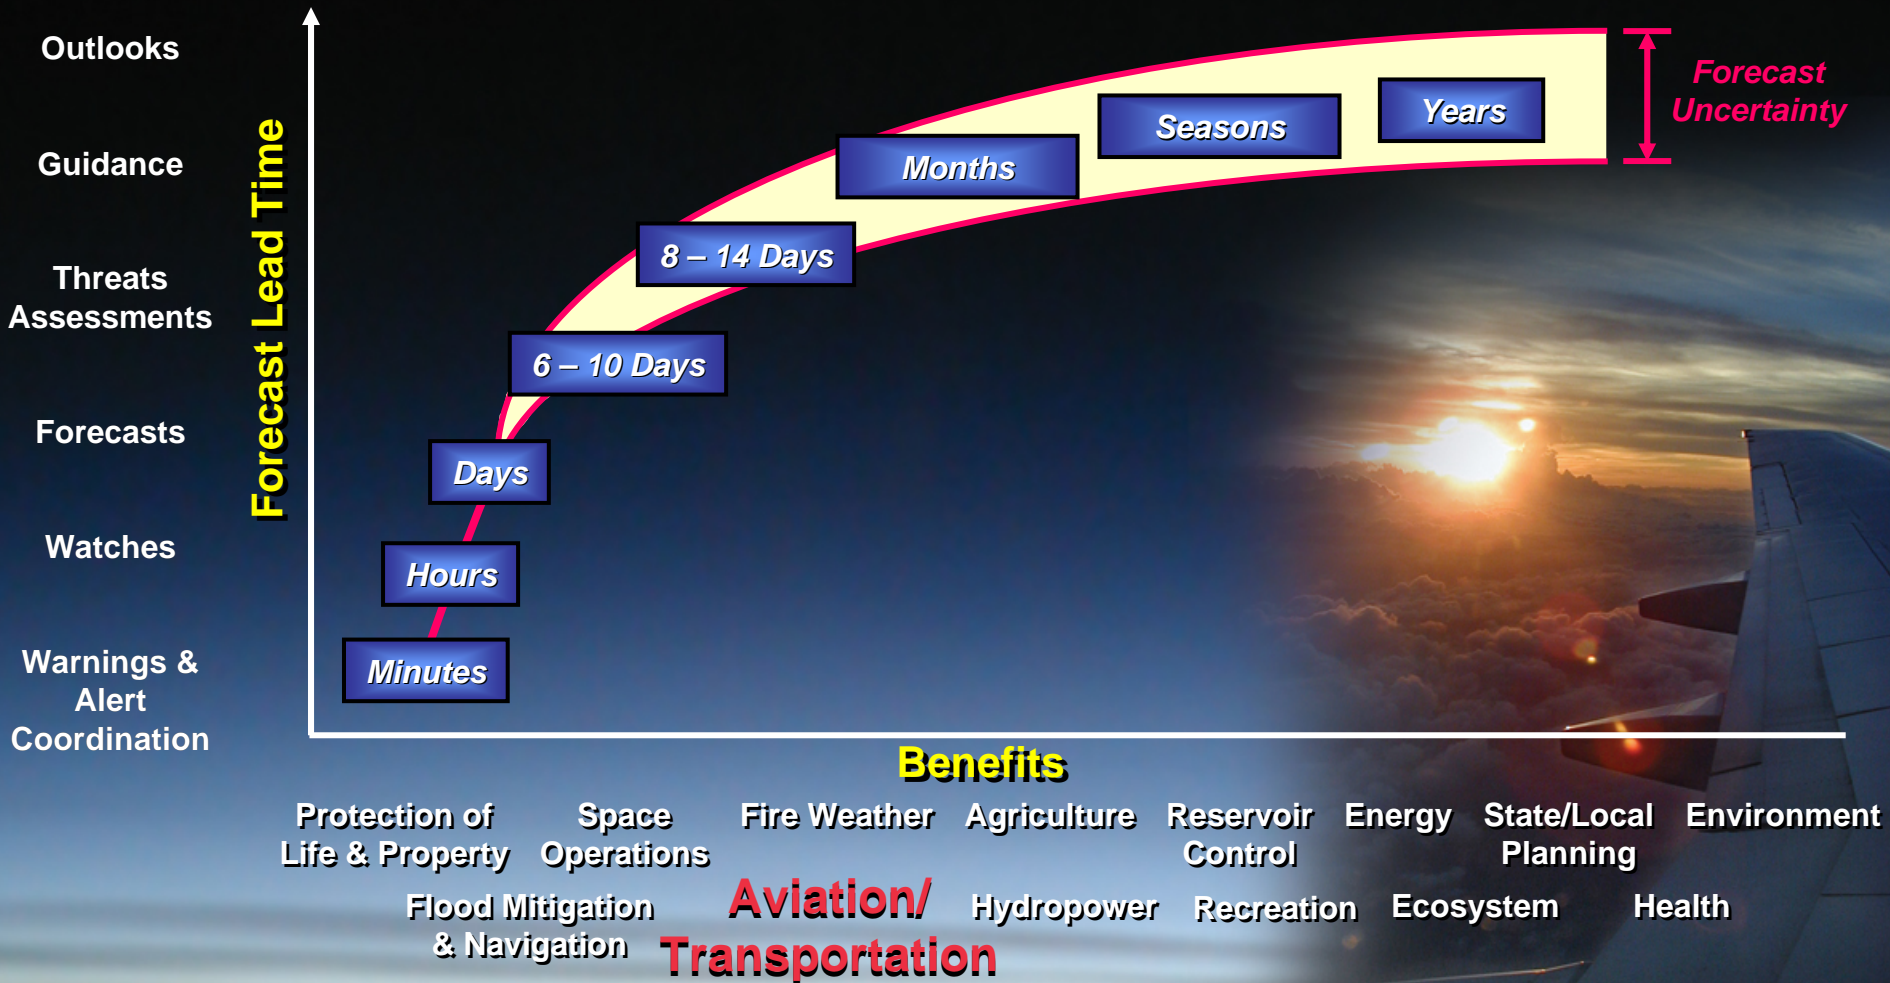 Outlooks
Guidance
Threats
Assessments
Forecasts
Watches
Warnings &
Alert
Coordination
Forecast Lead Time
Forecast
Uncertainty
Years
Seasons
Months
8 – 14 Days
6 – 10 Days
Days
Hours
Minutes
Benefits
Protection of
Life & Property
Space
Operations
Fire Weather
Agriculture
Reservoir
Control
Energy
State/Local
Planning
Environment
Flood Mitigation
& Navigation
Aviation/
Transportation
Hydropower
Recreation
Ecosystem
Health